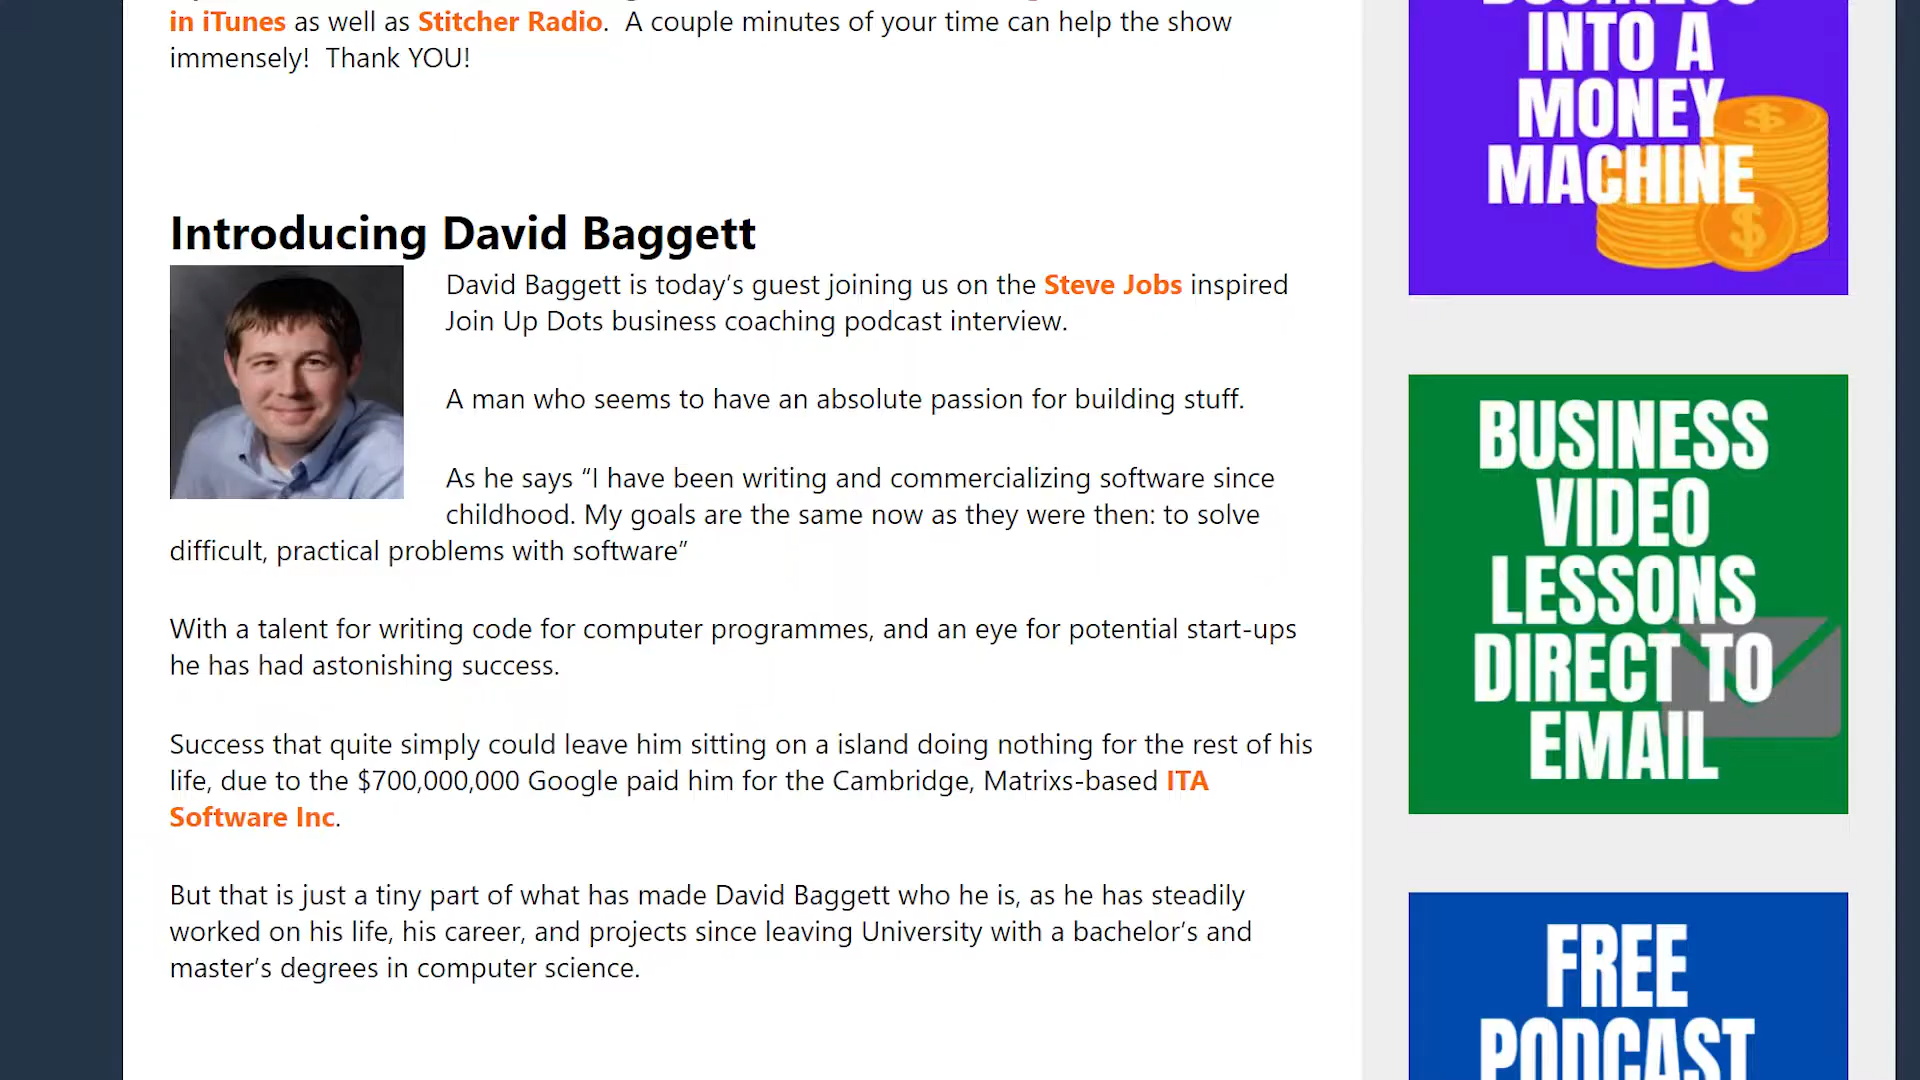 in iTunes as well as Stitcher Radio.  A couple minutes of your time can help the show
immensely!  Thank YOU!
Introducing David Baggett
David Baggett is today’s guest joining us on the Steve Jobs inspired
Join Up Dots business coaching podcast interview.
A man who seems to have an absolute passion for building stuff.
As he says “I have been writing and commercializing software since
childhood. My goals are the same now as they were then: to solve
difficult, practical problems with software”
With a talent for writing code for computer programmes, and an eye for potential start-ups
he has had astonishing success.
Success that quite simply could leave him sitting on a island doing nothing for the rest of his
life, due to the $700,000,000 Google paid him for the Cambridge, Matrixs-based ITA
Software Inc.
But that is just a tiny part of what has made David Baggett who he is, as he has steadily
worked on his life, his career, and projects since leaving University with a bachelor’s and
master’s degrees in computer science.
BUSINESS
INTO A
MONEY
MACHINE
BUSINESS
VIDEO
LESSONS
DIRECT TO
EMAIL
FREE
PODCAST